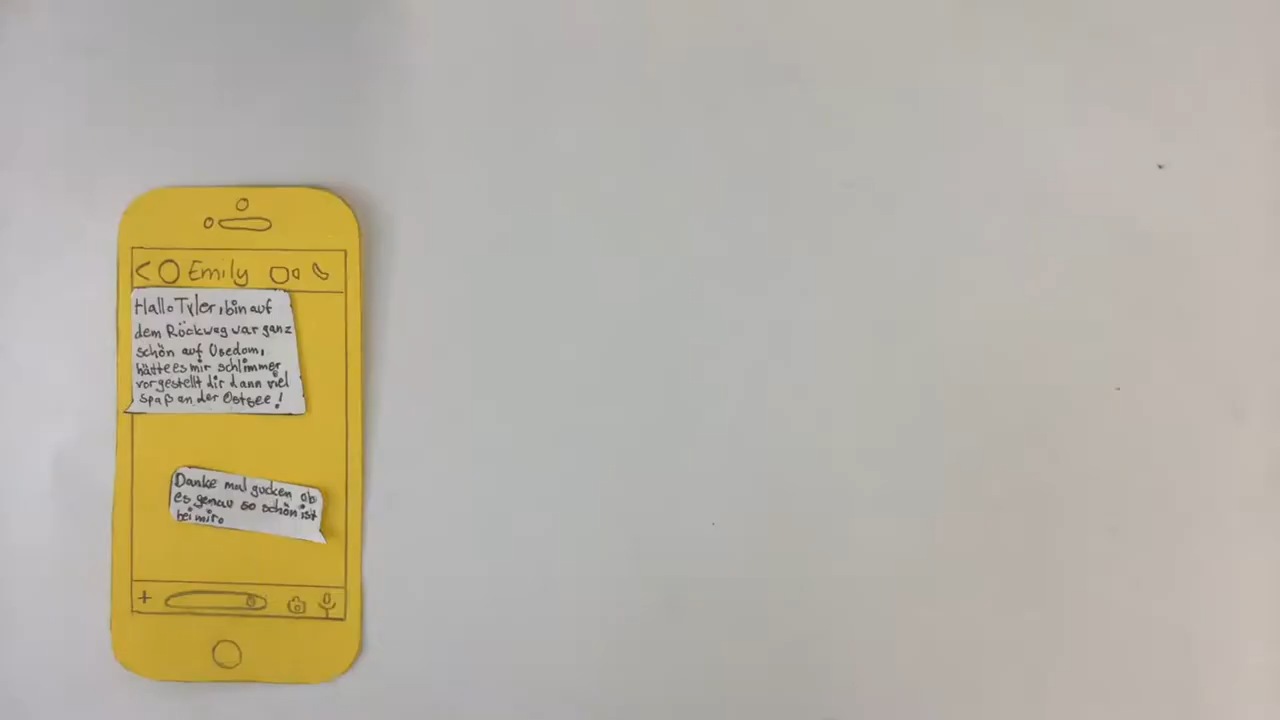 Emily
Hallo Tyler, bin auf
dem Röckweg war ganz
schön auf Usedom,
hätte es mir schlimmer
vorgestellt dir dann viel
spaß an der Ostsee!
Danke mal gucken ob
es genau so schön ist
bei mir.